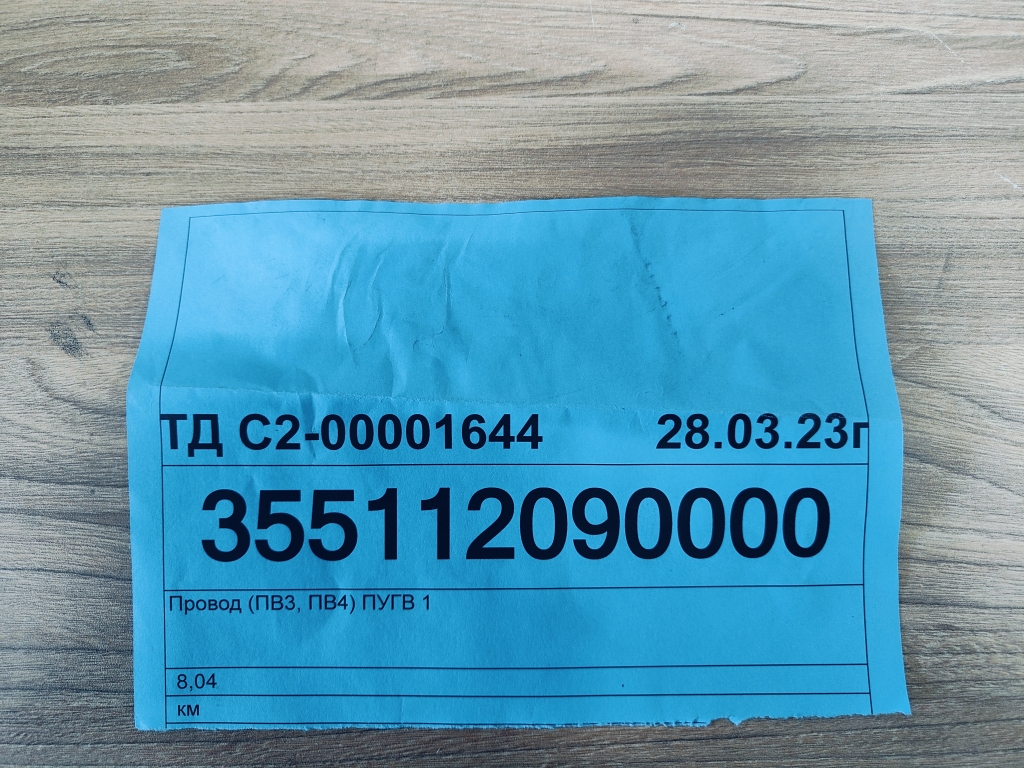 ТД С2-00001644 28.03.23г
355112090000
Провод (ПВ3, ПВ4) ПУГВ 1
8,04
км